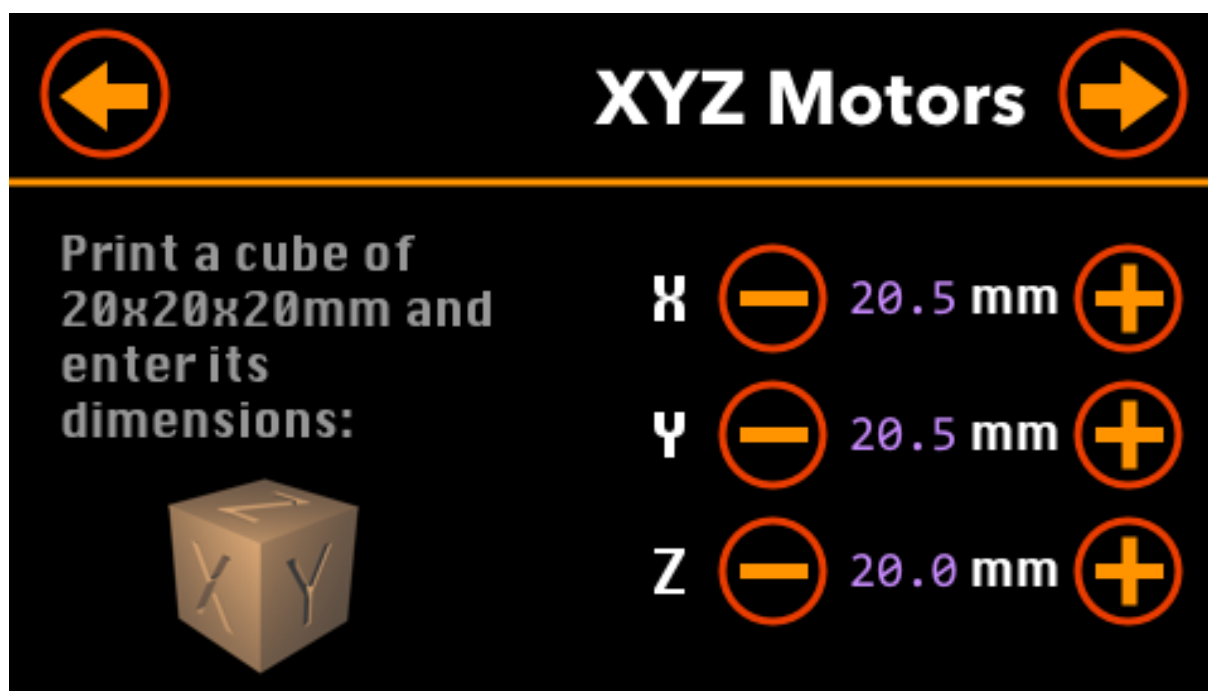 XYZ Motors
Print a cube of
20x20x20mm and
enter its
dimensions:
X 20.5 mm
Y 20.5 mm
Z 20.0 mm
Z
X Y